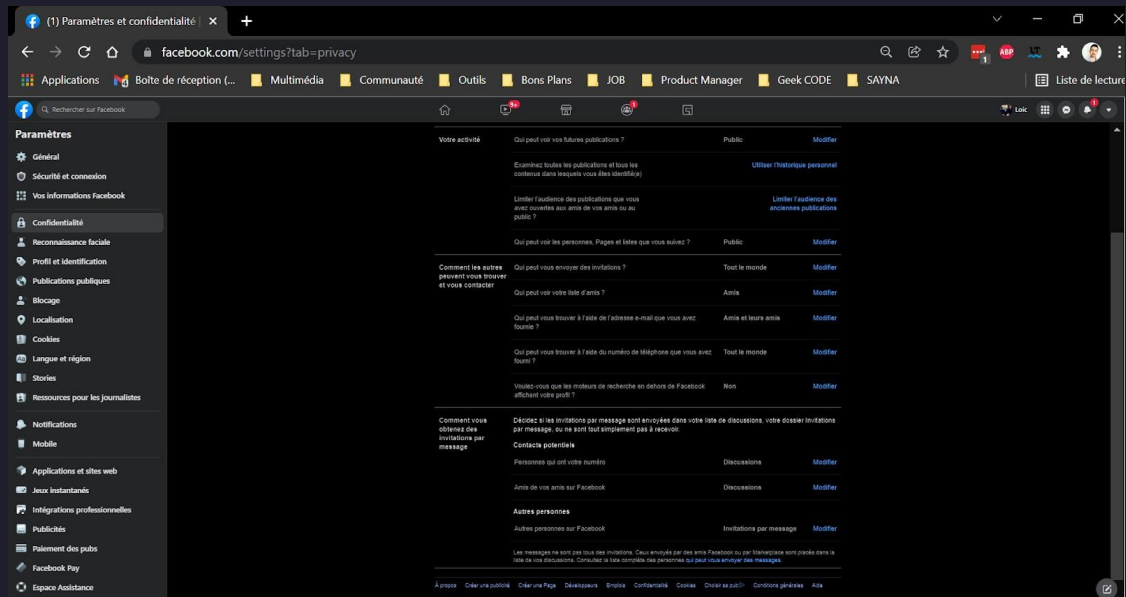 (1) Paramètres et confidentialité |
facebook.com/settings?tab=privacy
ABP
1
Applications
Boîte de réception (...
Multimédia
Communauté
Outils
Bons Plans
JOB
Product Manager
Geek CODE
SAYNA
Liste de lecture
Rechercher sur Facebook
9+
1
Loic
1
Paramètres
Général
Sécurité et connexion
Vos informations Facebook
Confidentialité
Reconnaissance faciale
Profil et identification
Publications publiques
Blocage
Localisation
Cookies
Langue et région
Stories
Ressources pour les journalistes
Notifications
Mobile
Applications et sites web
Jeux instantanés
Intégrations professionnelles
Publicités
Paiement des pubs
Facebook Pay
Espace Assistance
Votre activité
Qui peut voir vos futures publications ? Public Modifier
Examinez toutes les publications et tous les
contenus dans lesquels vous êtes identifié(e)
Utiliser l'historique personnel
Limiter l'audience des publications que vous
avez ouvertes aux amis de vos amis ou au
public ?
Limiter l'audience des
anciennes publications
Qui peut voir les personnes, Pages et listes que vous suivez ? Public Modifier
Comment les autres
peuvent vous trouver
et vous contacter
Qui peut vous envoyer des invitations ? Tout le monde Modifier
Qui peut voir votre liste d'amis ? Amis Modifier
Qui peut vous trouver à l'aide de l'adresse e-mail que vous avez
fournie ?
Amis et leurs amis Modifier
Qui peut vous trouver à l'aide du numéro de téléphone que vous avez
fourni ?
Tout le monde Modifier
Voulez-vous que les moteurs de recherche en dehors de Facebook
affichent votre profil ?
Non Modifier
Comment vous
obtenez des
invitations par
message
Décidez si les invitations par message sont envoyées dans votre liste de discussions, votre dossier Invitations
par message, ou ne sont tout simplement pas à recevoir.
Contacts potentiels
Personnes qui ont votre numéro Discussions Modifier
Amis de vos amis sur Facebook Discussions Modifier
Autres personnes
Autres personnes sur Facebook Invitations par message Modifier
Les messages ne sont pas tous des invitations. Ceux envoyés par des amis Facebook ou par Marketplace sont placés dans la
liste de vos discussions. Consultez la liste complète des personnes qui peut vous envoyer des messages.
À propos Créer une publicité Créer une Page Développeurs Emplois Confidentialité Cookies Choisir sa pub Conditions générales Aide